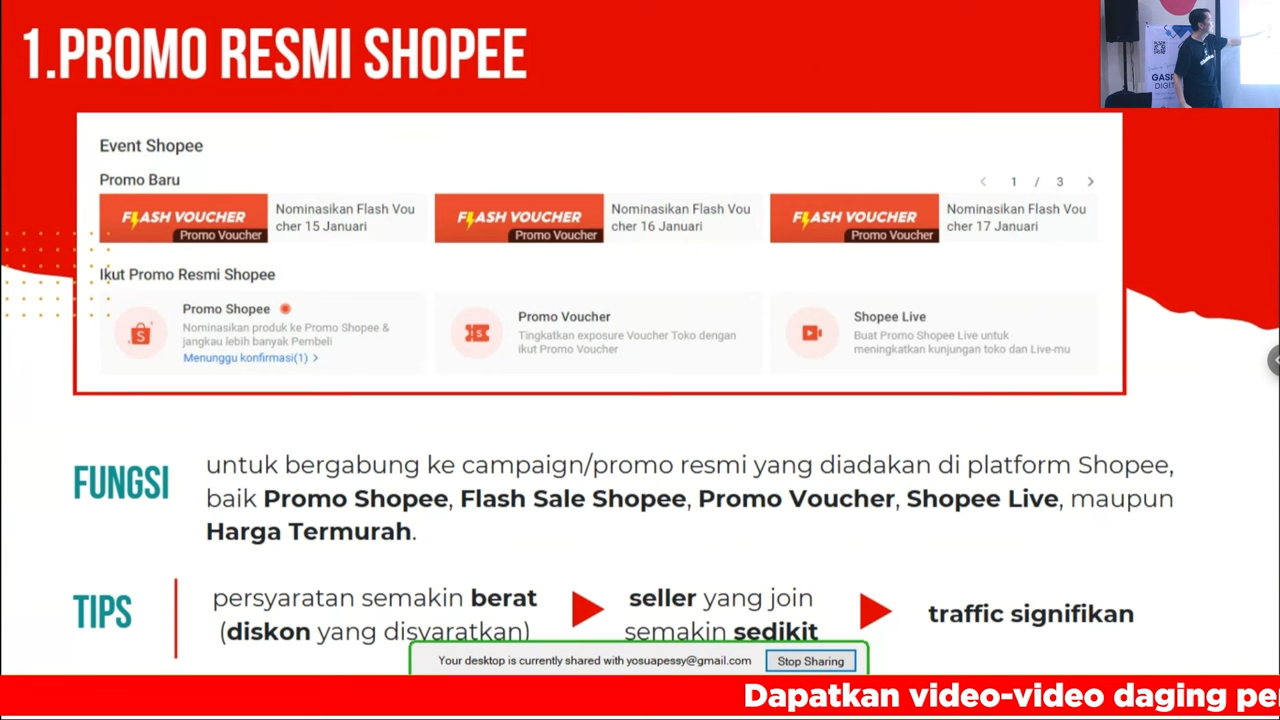 1.PROMO RESMI SHOPEE
Event Shopee
Promo Baru
1 / 3
FLASH VOUCHER
Promo Voucher
Nominasikan Flash Vou
cher 15 Januari
FLASH VOUCHER
Promo Voucher
Nominasikan Flash Vou
cher 16 Januari
FLASH VOUCHER
Promo Voucher
Nominasikan Flash Vou
cher 17 Januari
Ikut Promo Resmi Shopee
Promo Shopee
Nominasikan produk ke Promo Shopee &
jangkau lebih banyak Pembeli
Menunggu konfirmasi(1) >
Promo Voucher
Tingkatkan exposure Voucher Toko dengan
ikut Promo Voucher
Shopee Live
Buat Promo Shopee Live untuk
meningkatkan kunjungan toko dan Live-mu
FUNGSI
untuk bergabung ke campaign/promo resmi yang diadakan di platform Shopee,
baik Promo Shopee, Flash Sale Shopee, Promo Voucher, Shopee Live, maupun
Harga Termurah.
TIPS
persyaratan semakin berat
(diskon yang disyaratkan)
seller yang join
semakin sedikit
traffic signifikan
Your desktop is currently shared with yosuapessy@gmail.com
Stop Sharing
Dapatkan video-video daging pe